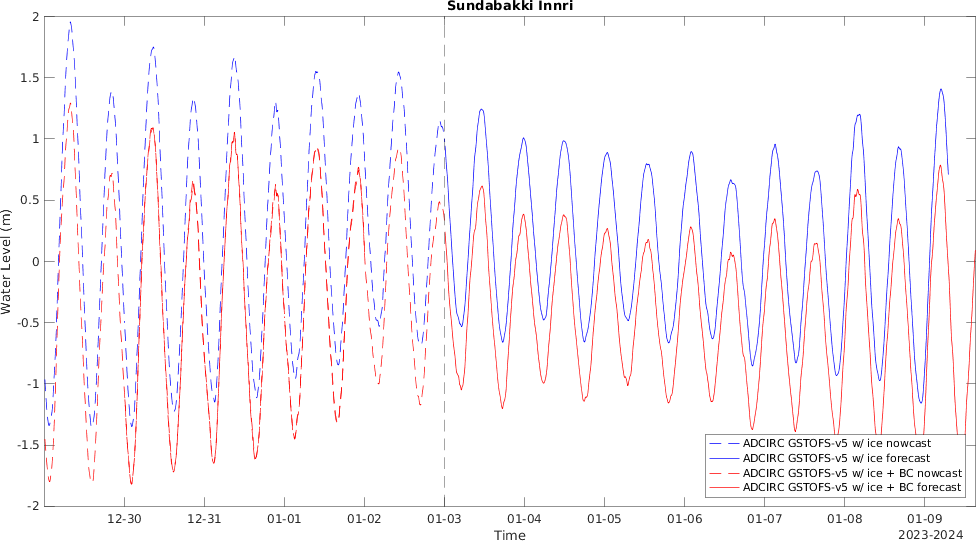 Sundabakki Innri
2
1.5
1
0.5
0
-0.5
-1
-1.5
-2
Water Level (m)
12-30 12-31 01-01 01-02 01-03 01-04 01-05 01-06 01-07 01-08 01-09
Time
2023-2024
ADCIRC GSTOFS-v5 w/ ice nowcast
ADCIRC GSTOFS-v5 w/ ice forecast
ADCIRC GSTOFS-v5 w/ ice + BC nowcast
ADCIRC GSTOFS-v5 w/ ice + BC forecast